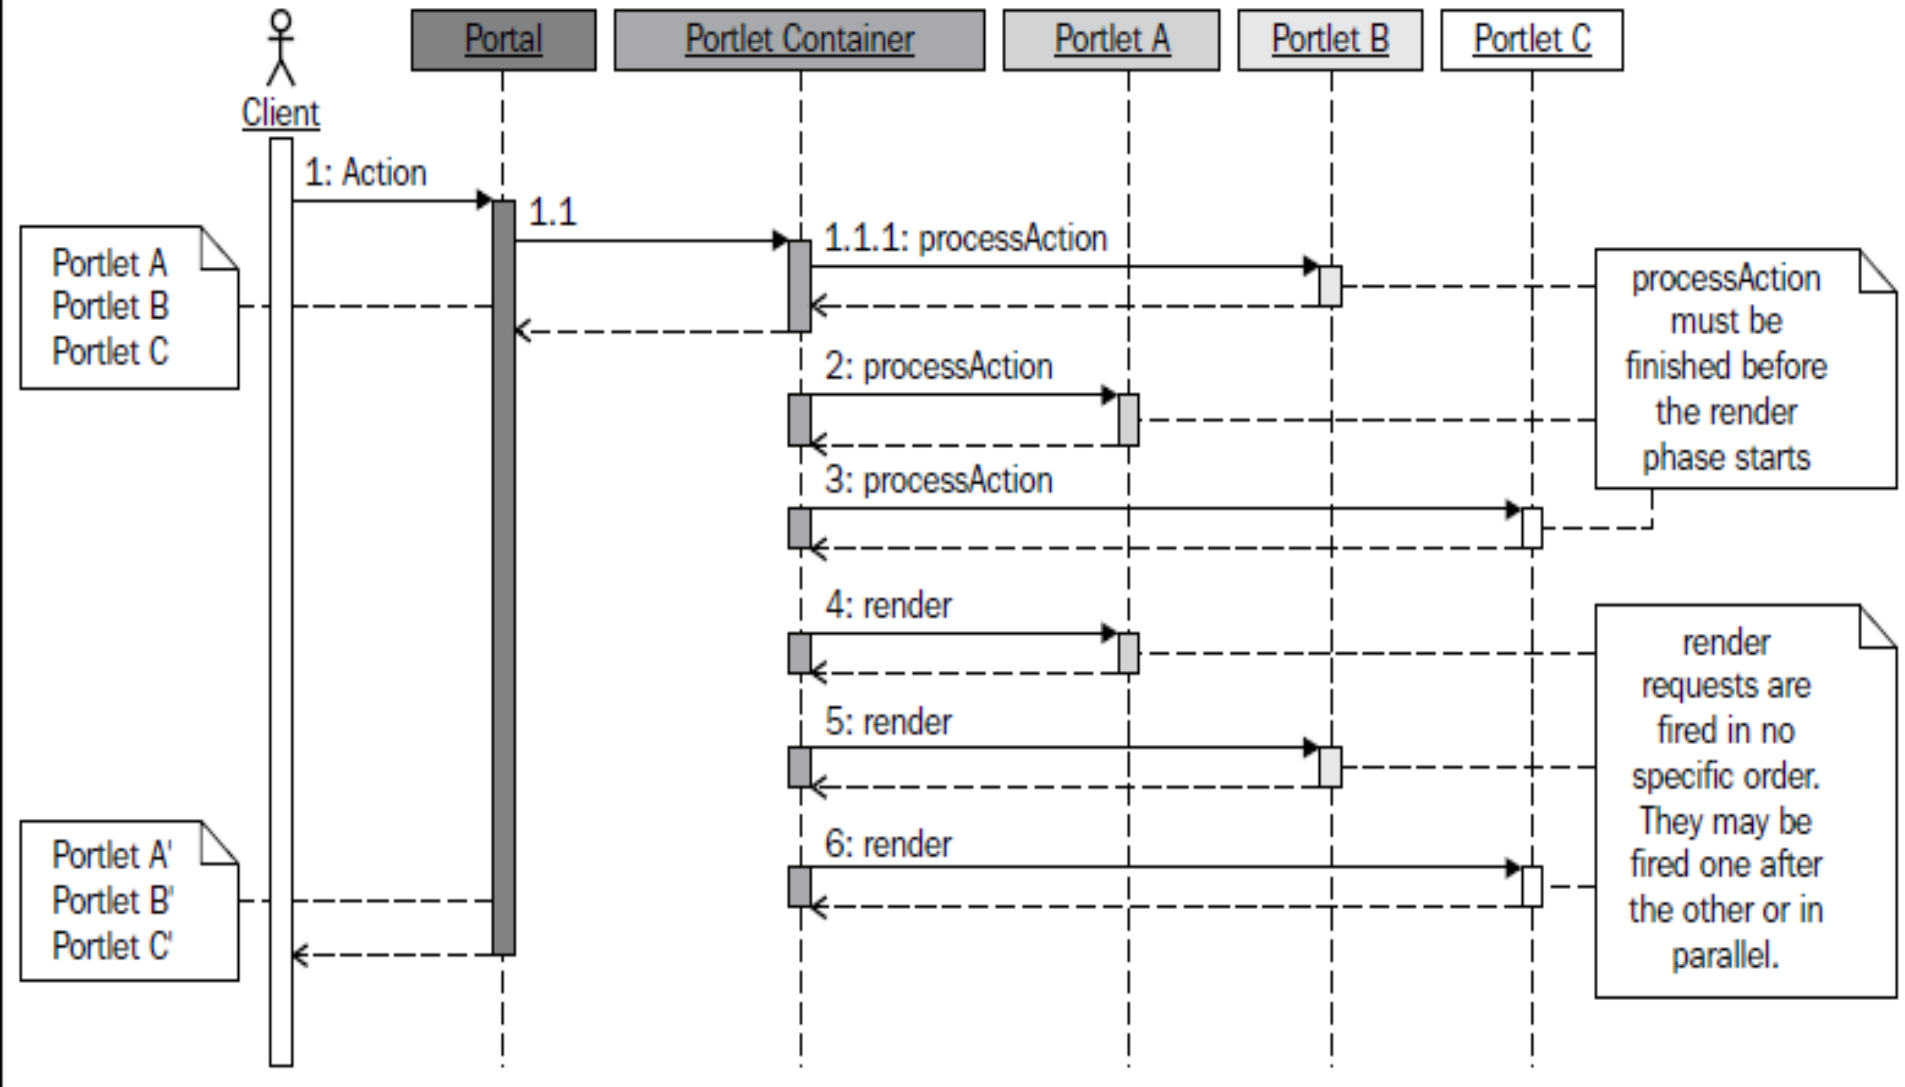 Portal
Portlet Container
Portlet A
Portlet B
Portlet C
Client
1: Action
1.1
1.1.1: processAction
Portlet A
Portlet B
Portlet C
processAction
must be
finished before
the render
phase starts
2: processAction
3: processAction
4: render
5: render
6: render
render
requests are
fired in no
specific order.
They may be
fired one after
the other or in
parallel.
Portlet A'
Portlet B'
Portlet C'